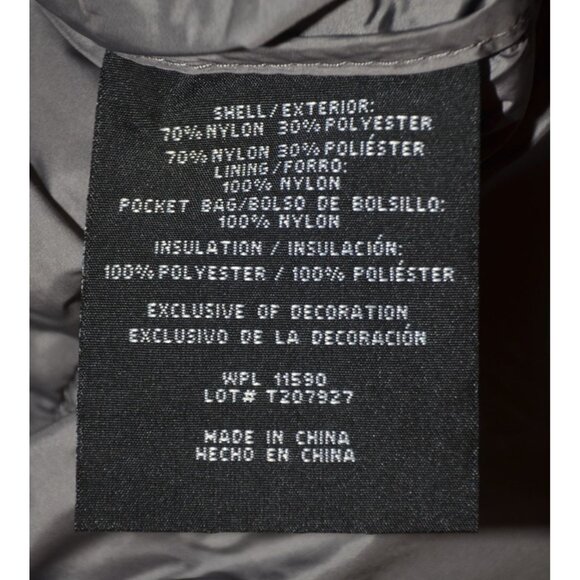 SHELL/EXTERIOR:
70% NYLON 30% POLYESTER
70% NYLON 30% POLIÉSTER
LINING/FORRO:
100% NYLON
POCKET BAG/BOLSO DE BOLSILLO:
100% NYLON
INSULATION / INSULACIÓN:
100% POLYESTER / 100% POLIÉSTER
EXCLUSIVE OF DECORATION
EXCLUSIVO DE LA DECORACIÓN
WPL 11590
LOT# T207927
MADE IN CHINA
HECHO EN CHINA